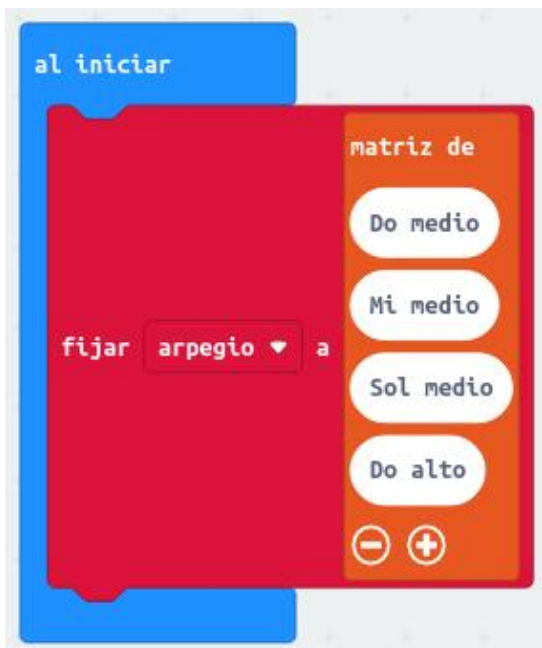 al iniciar
matriz de
Do medio
Mi medio
fijar arpegio a
Sol medio
Do alto